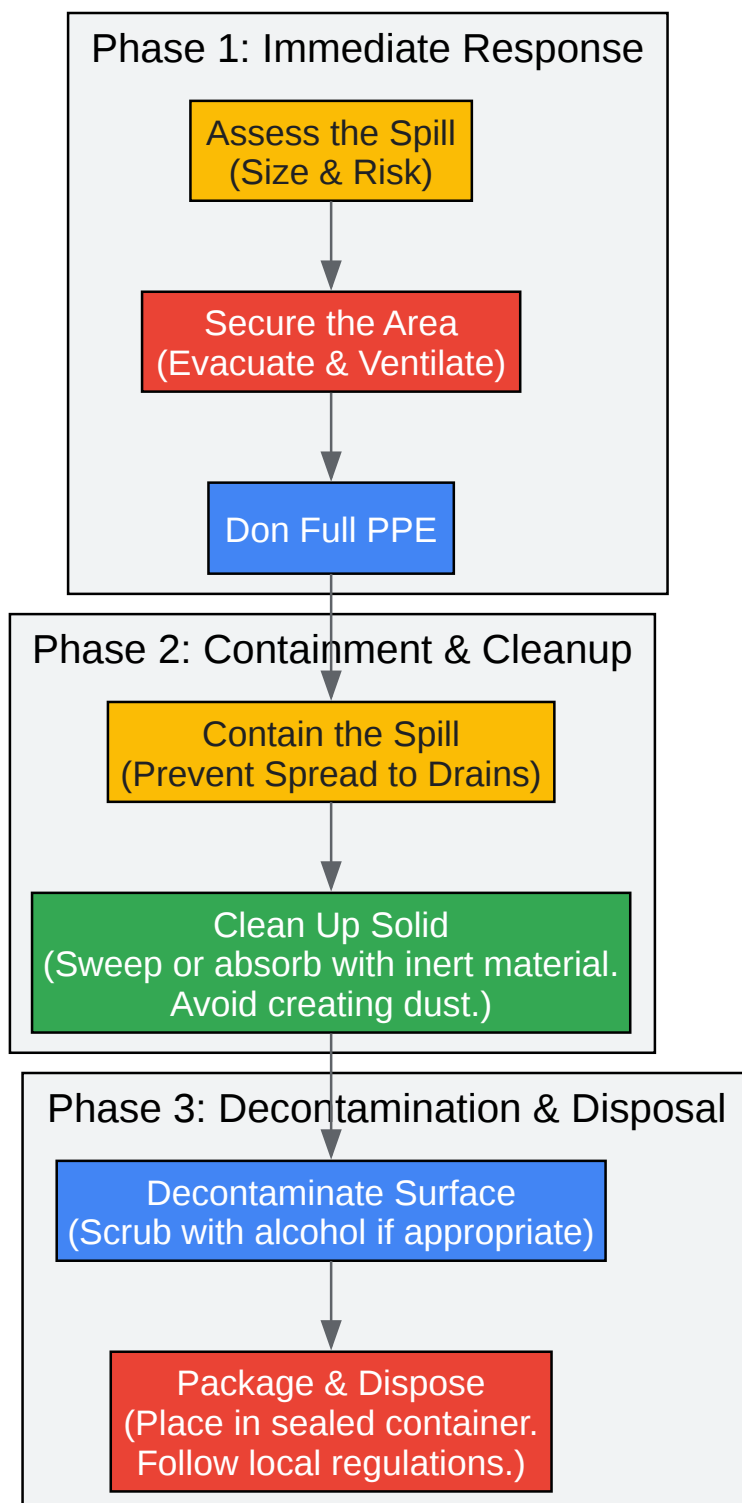 Phase 1: Immediate Response
Assess the Spill
(Size & Risk)
Secure the Area
(Evacuate & Ventilate)
Don Full PPE
Phase 2: Containment & Cleanup
Contain the Spill
(Prevent Spread to Drains)
Clean Up Solid
(Sweep or absorb with inert material.
Avoid creating dust.)
Phase 3: Decontamination & Disposal
Decontaminate Surface
(Scrub with alcohol if appropriate)
Package & Dispose
(Place in sealed container.
Follow local regulations.)